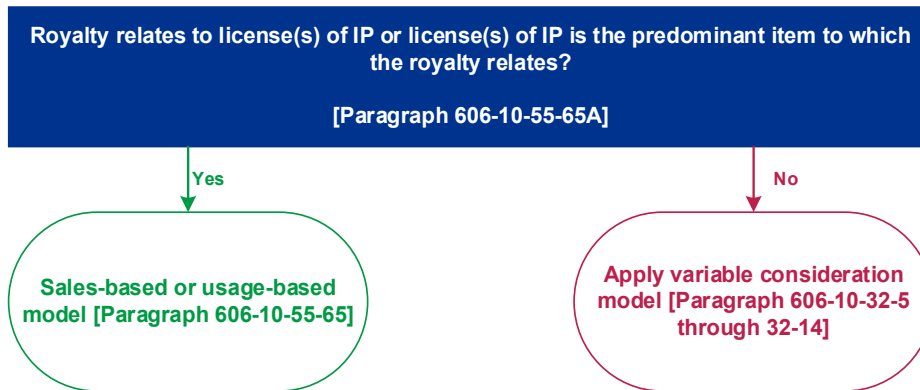 Royalty relates to license(s) of IP or license(s) of IP is the predominant item to which
the royalty relates?
[Paragraph 606-10-55-65A]
Yes
No
Sales-based or usage-based
model [Paragraph 606-10-55-65]
Apply variable consideration
model [Paragraph 606-10-32-5
through 32-14]